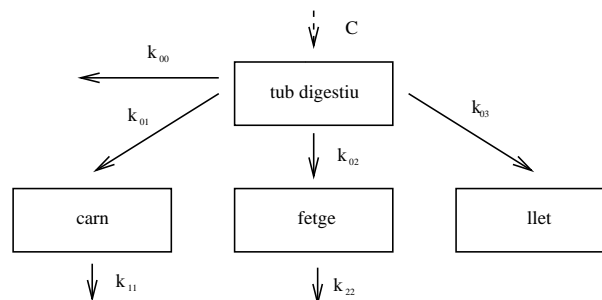 C
k₀₀
tub digestiu
k₀₁
k₀₃
k₀₂
carn
fetge
llet
k₁₁
k₂₂